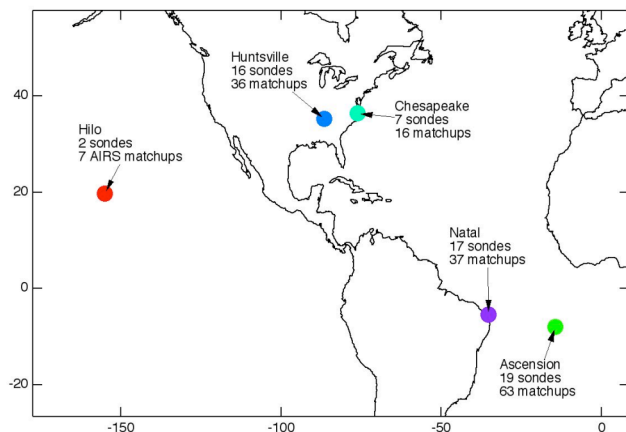 Huntsville
16 sondes
36 matchups
Chesapeake
7 sondes
16 matchups
Hilo
2 sondes
7 AIRS matchups
Natal
17 sondes
37 matchups
Ascension
19 sondes
63 matchups
40
20
0
-20
-150
-100
-50
0